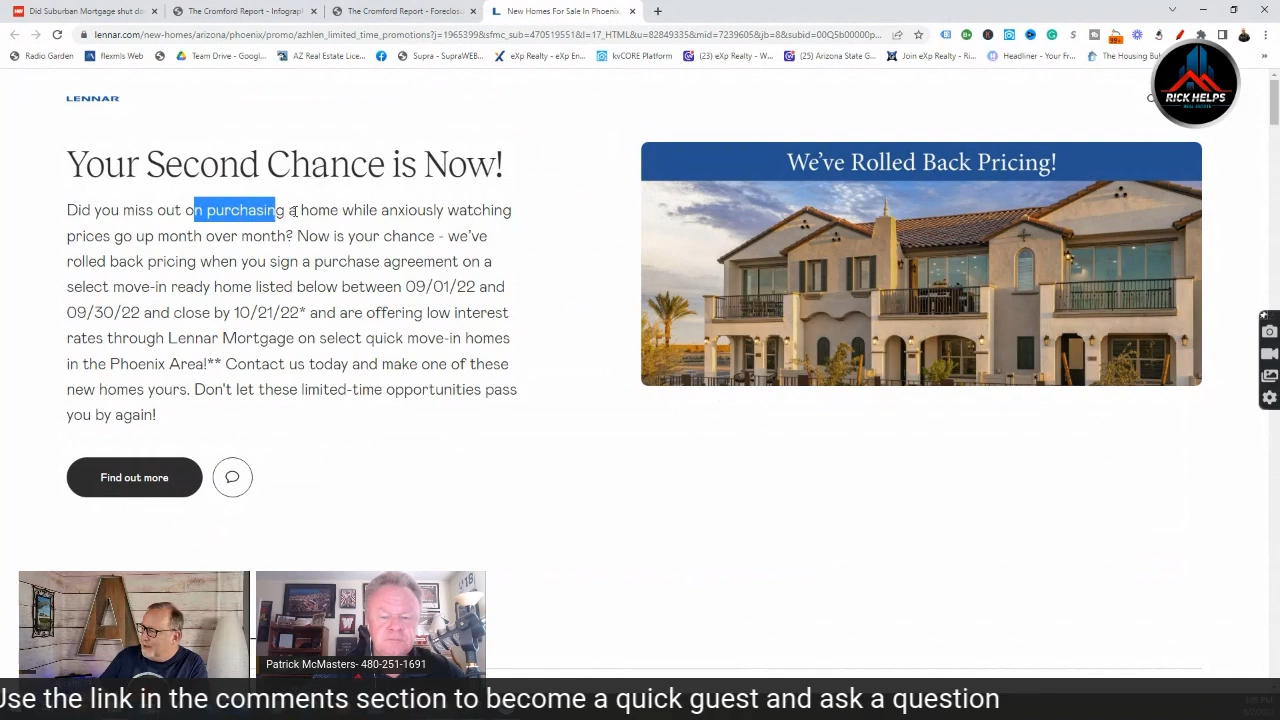 Did Suburban Mortgage shut do
The Cromford Report - Infograp
The Cromford Report - Foreclos
New Homes For Sale In Phoenix
lennar.com/new-homes/arizona/phoenix/promo/azhlen_limited_time_promotions?j=1965399&sfmc_sub=470519551&l=17_HTML&u=82849335&mid=7239605&jb=8&subid=00Q5b00000p...
Radio Garden
flexmls Web
Team Drive - Googl...
AZ Real Estate Lice...
Setup - SupraWEB...
eXp Realty - eXp En...
kvCORE Platform
(23) eXp Realty - W...
(25) Arizona State G...
eXp Realty - Ri...
Headliner - Your Fr...
The Housing Bub
LENNAR
RICK HELPS
Your Second Chance is Now!
Did you miss out on purchasing a home while anxiously watching
prices go up month over month? Now is your chance - we've
rolled back pricing when you sign a purchase agreement on a
select move-in ready home listed below between 09/01/22 and
09/30/22 and close by 10/21/22* and are offering low interest
rates through Lennar Mortgage on select quick move-in homes
in the Phoenix Area!** Contact us today and make one of these
new homes yours. Don't let these limited-time opportunities pass
you by again!
We've Rolled Back Pricing!
Find out more
Patrick McMasters- 480-251-1691
Use the link in the comments section to become a quick guest and ask a question